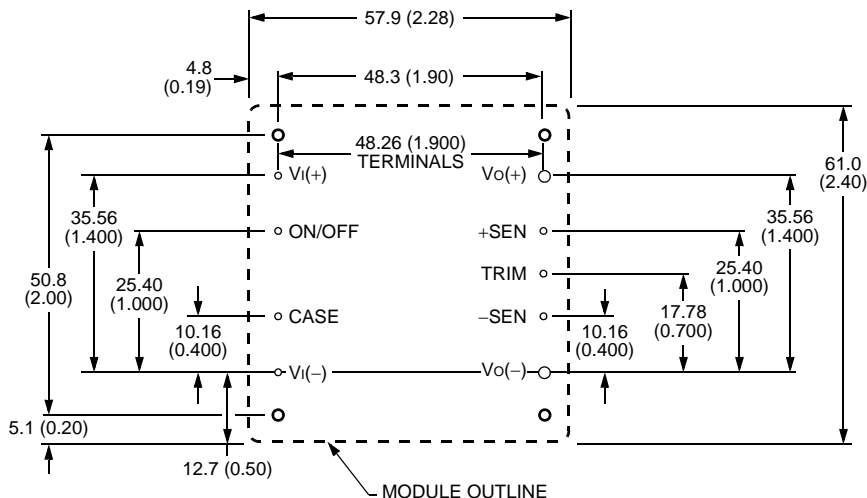 57.9 (2.28)
4.8
(0.19)
48.3 (1.90)
48.26 (1.900)
TERMINALS
61.0
(2.40)
VI(+)
VO(+)
35.56
(1.400)
35.56
(1.400)
ON/OFF
+SEN
50.8
(2.00)
25.40
(1.000)
25.40
(1.000)
TRIM
17.78
(0.700)
10.16
(0.400)
CASE
–SEN
10.16
(0.400)
VI(–)
VO(–)
5.1 (0.20)
12.7 (0.50)
MODULE OUTLINE